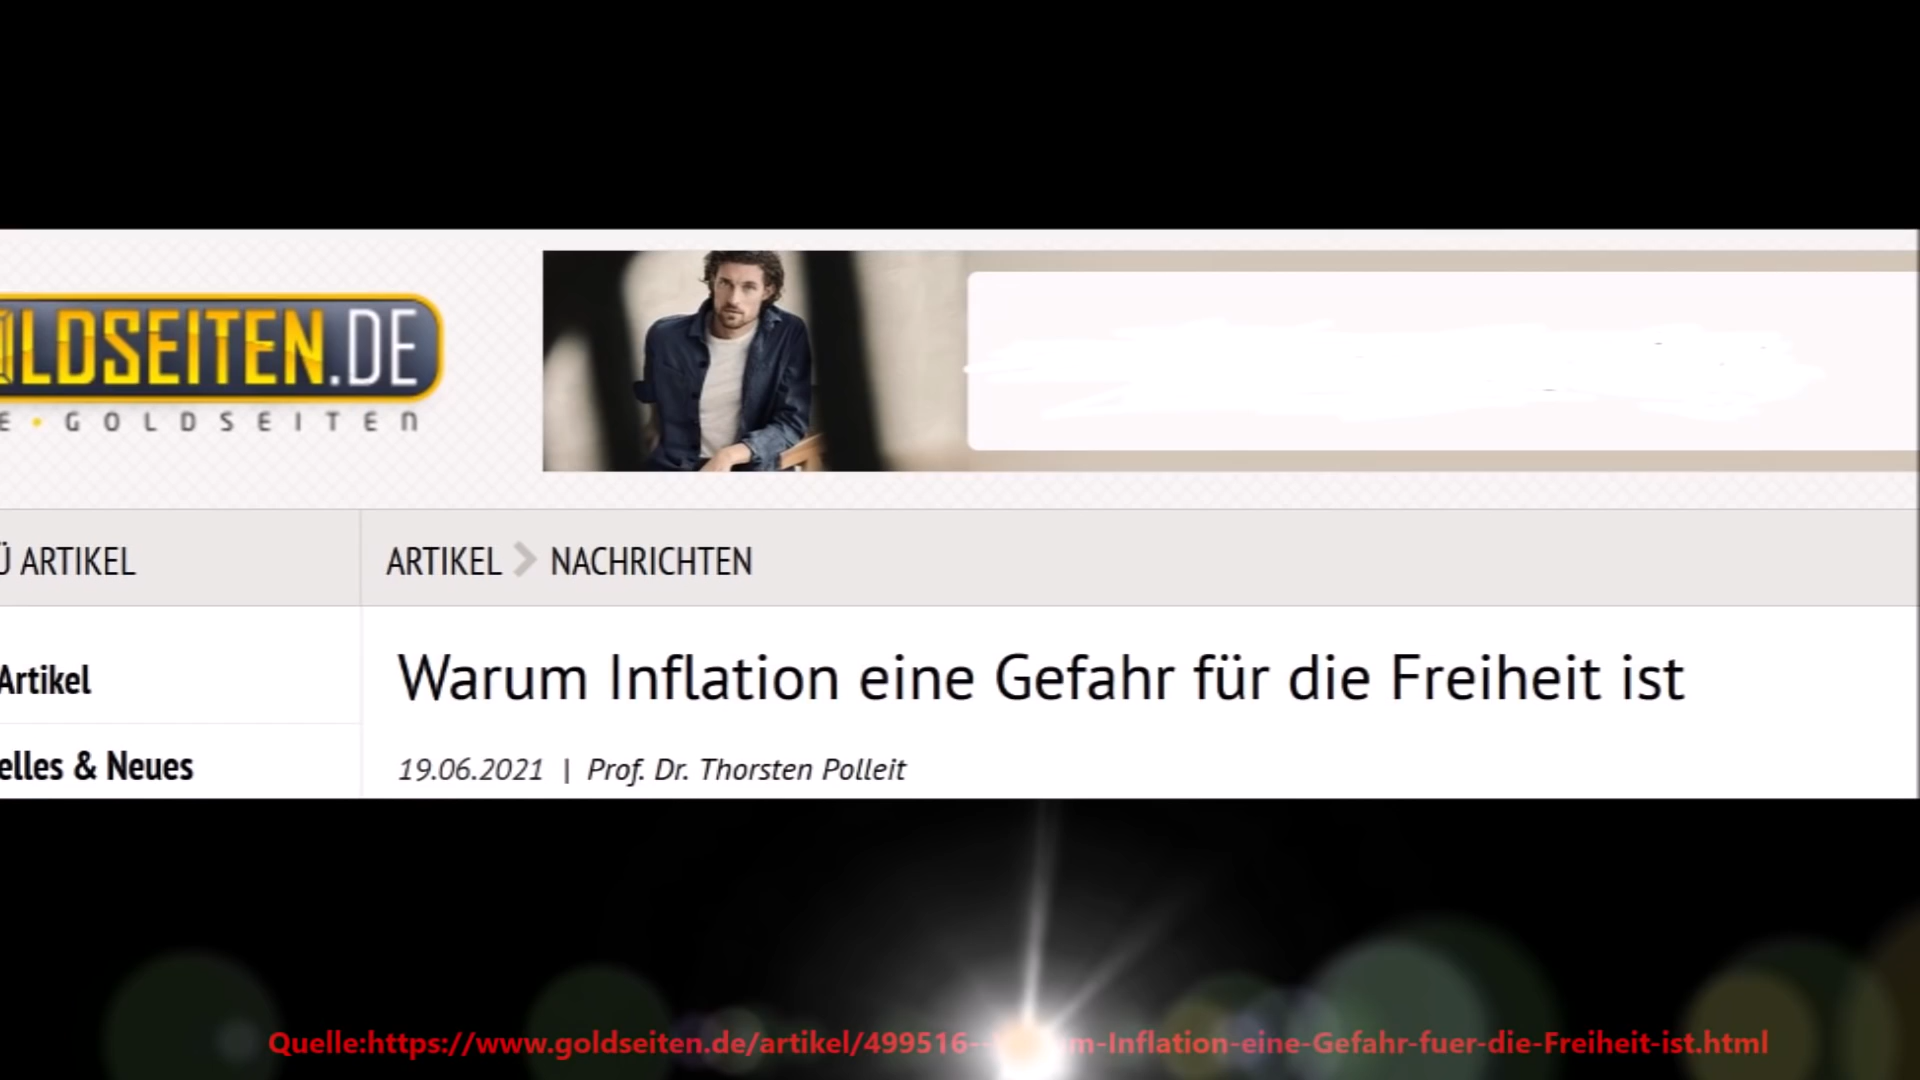 OLDSEITEN.DE
E • GOLDSEITEN
Ü ARTIKEL
ARTIKEL > NACHRICHTEN
Artikel
elles & Neues
Warum Inflation eine Gefahr für die Freiheit ist
19.06.2021 | Prof. Dr. Thorsten Polleit
Quelle:https://www.goldseiten.de/artikel/499516-- m-Inflation-eine-Gefahr-fuer-die-Freiheit-ist.html